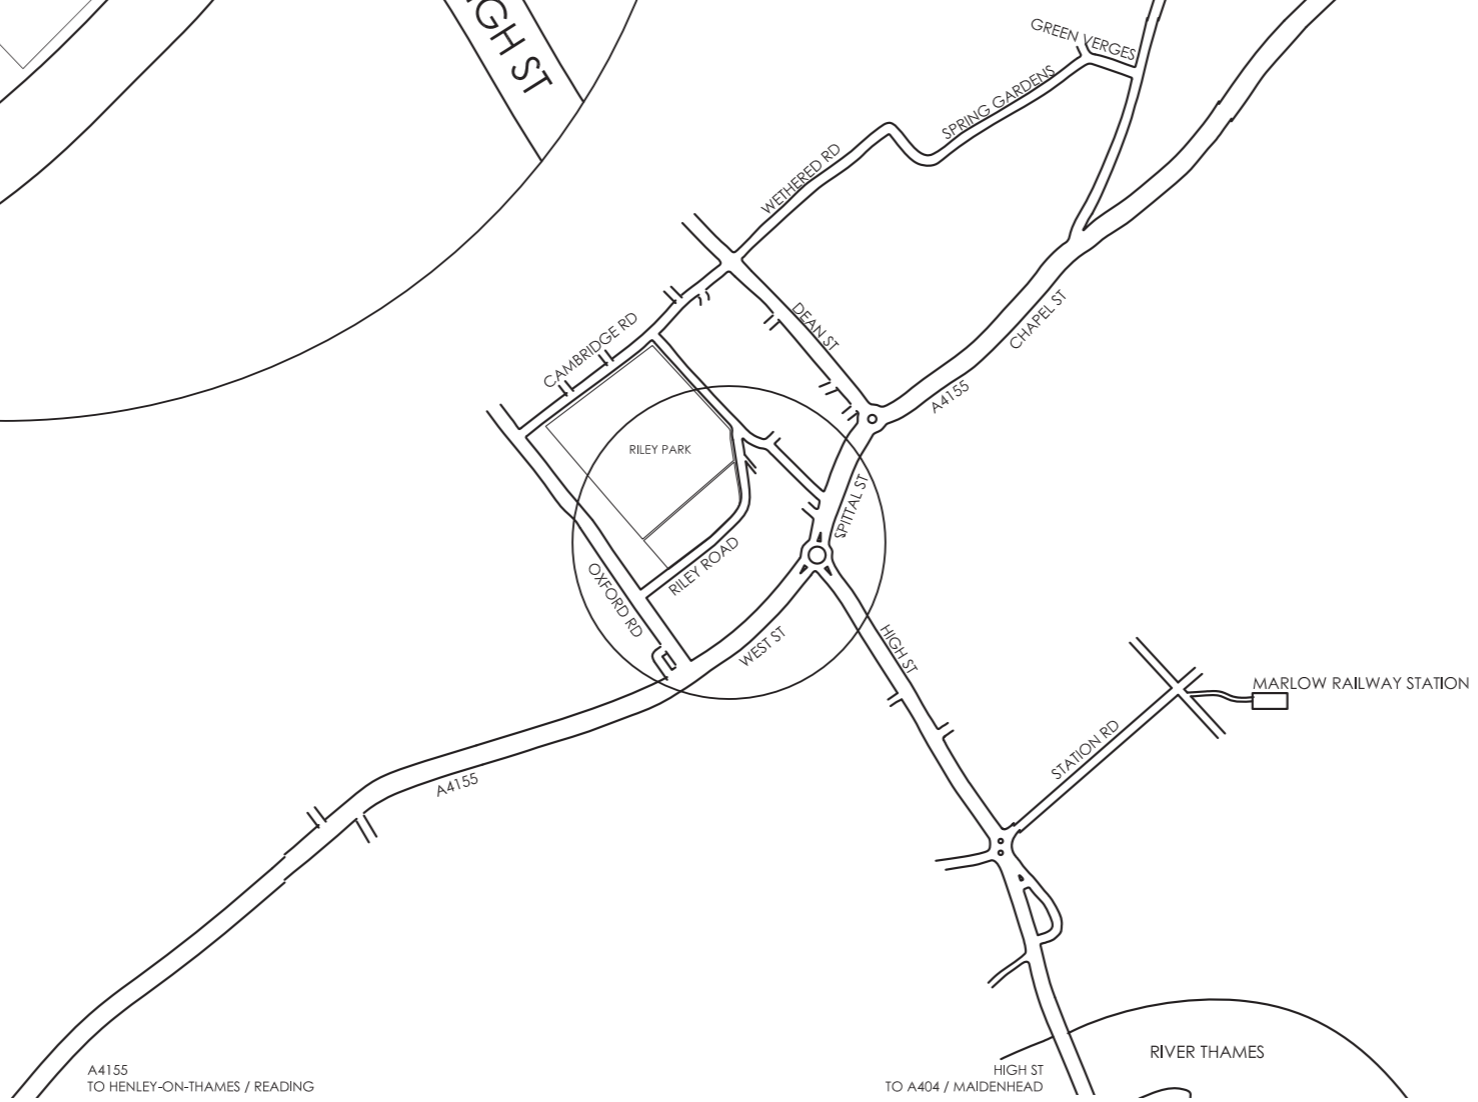 HIGH ST
GREEN VERGES
SPRING GARDENS
WETHERED RD
DEAN ST
CHAPEL ST
CAMBRIDGE RD
A4155
RILEY PARK
SPITTAL ST
RILEY ROAD
OXFORD RD
WEST ST
HIGH ST
MARLOW RAILWAY STATION
STATION RD
A4155
RIVER THAMES
A4155
TO HENLEY-ON-THAMES / READING
HIGH ST
TO A404 / MAIDENHEAD